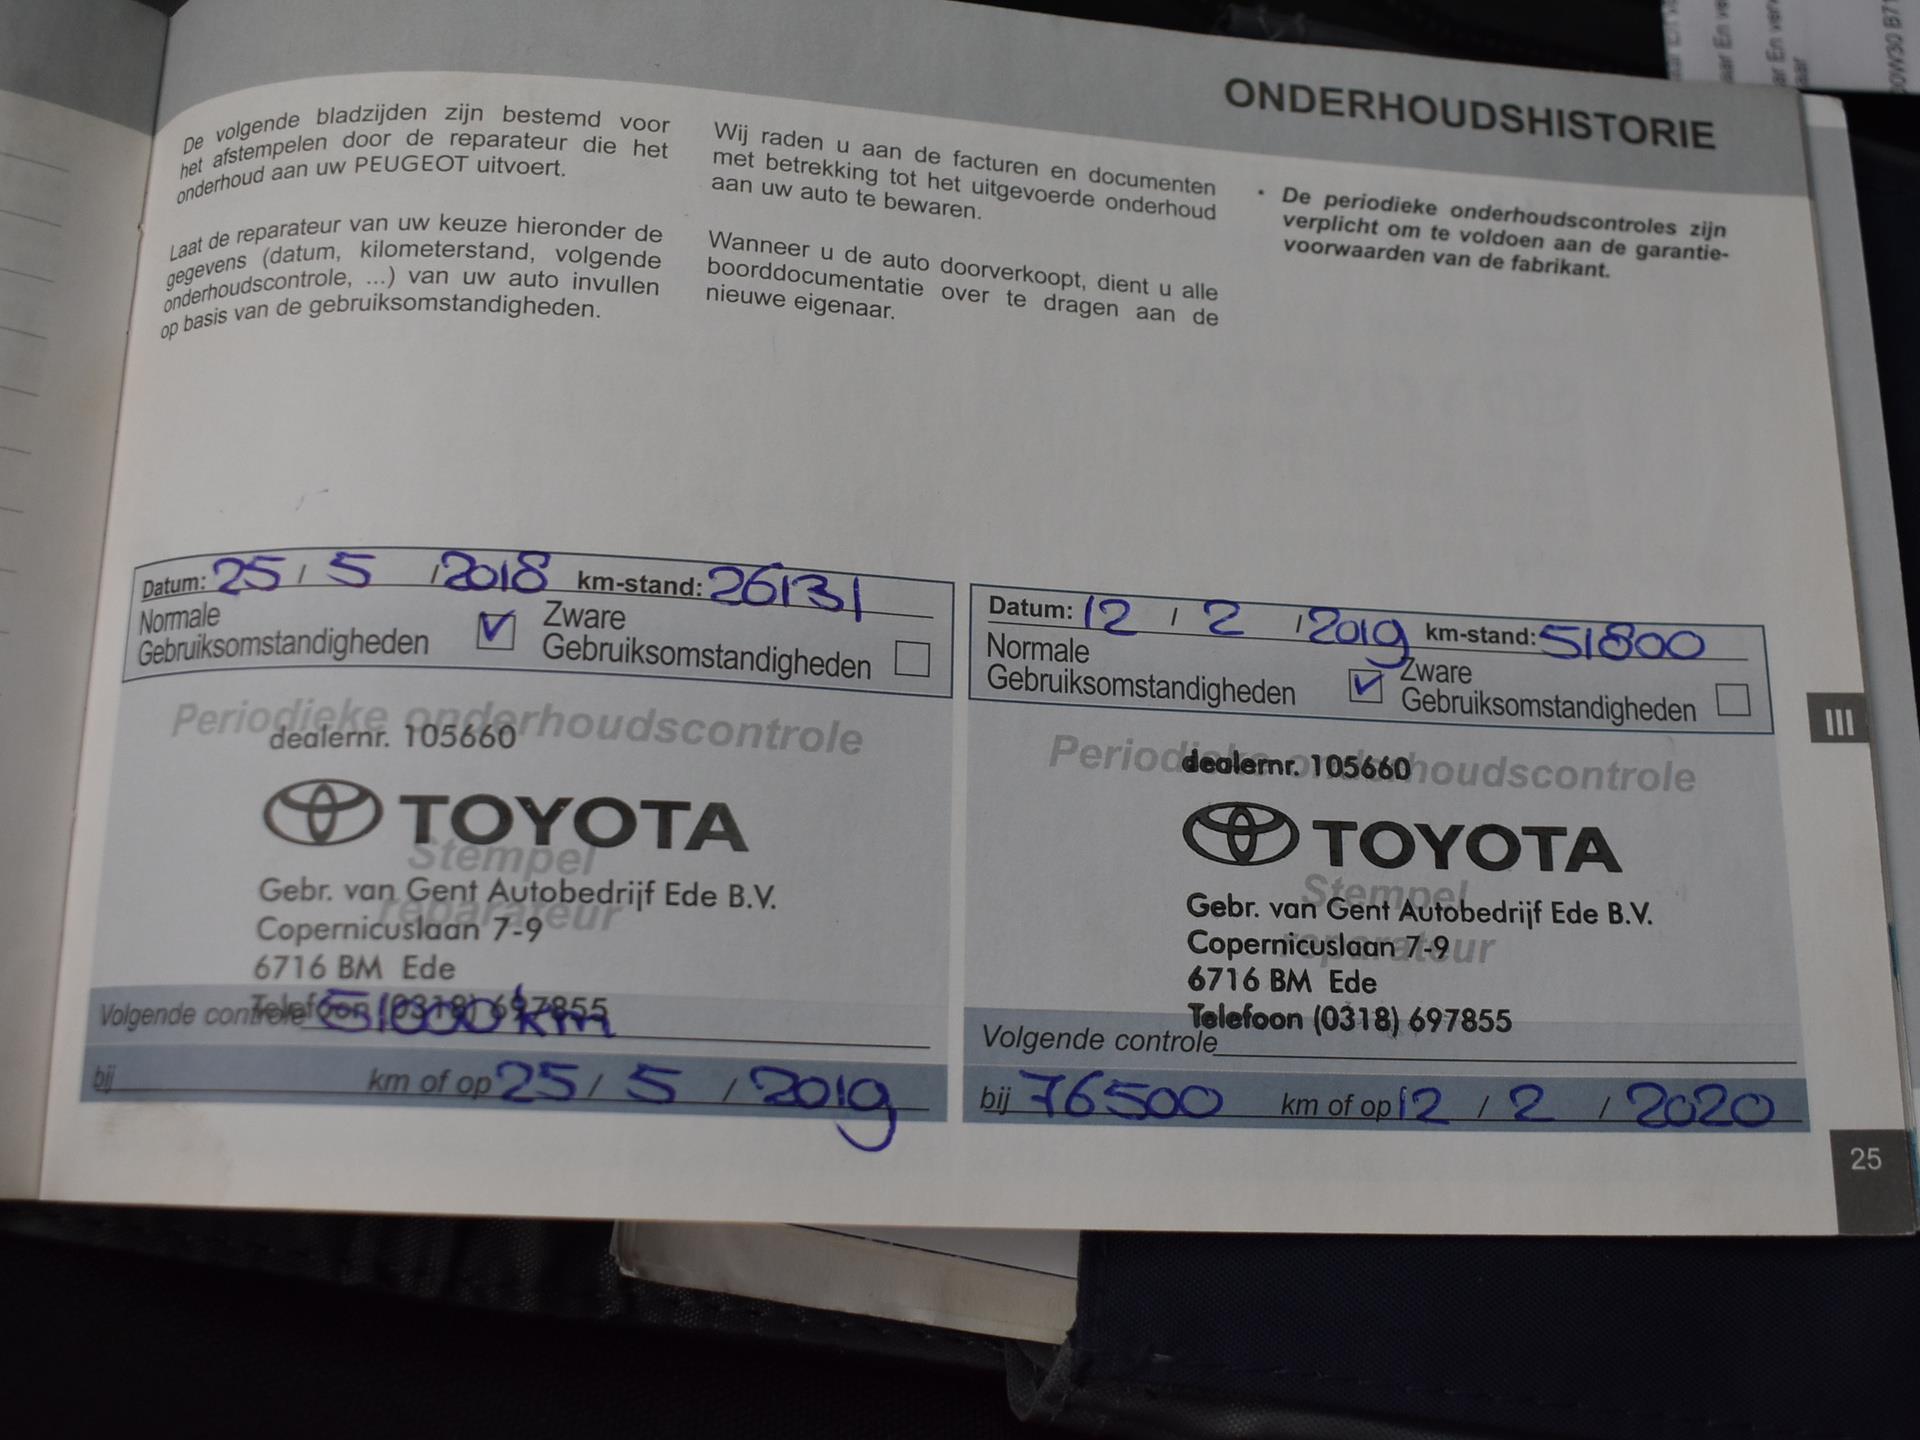 ONDERHOUDSHISTORIE
De volgende bladzijden zijn bestemd voor
het afstempelen door de reparateur die het
onderhoud aan uw PEUGEOT uitvoert.
Laat de reparateur van uw keuze hieronder de
gegevens (datum, kilometerstand, volgende
onderhoudscontrole, ...) van uw auto invullen
op basis van de gebruiksomstandigheden.
Wij raden u aan de facturen en documenten
met betrekking tot het uitgevoerde onderhoud
aan uw auto te bewaren.
Wanneer u de auto doorverkoopt, dient u alle
boorddocumentatie over te dragen aan de
nieuwe eigenaar.
• De periodieke onderhoudscontroles zijn
verplicht om te voldoen aan de garantie-
voorwaarden van de fabrikant.
Datum: 25 / 5 / 2018 km-stand: 26131
Normale
Gebruiksomstandigheden
Zware
Gebruiksomstandigheden
Periodieke onderhoudscontrole
dealernr. 105660
TOYOTA
Stempel
Gebr. van Gent Autobedrijf Ede B.V.
reparateur
Copernicuslaan 7-9
6716 BM Ede
Telefoon (0318) 697855
Volgende controle 51000 km
bij km of op 25 / 5 / 2019
Datum: 12 / 2 / 2019 km-stand: 51800
Normale
Gebruiksomstandigheden
Zware
Gebruiksomstandigheden
Periodieke onderhoudscontrole
dealernr. 105660
TOYOTA
Stempel
Gebr. van Gent Autobedrijf Ede B.V.
reparateur
Copernicuslaan 7-9
6716 BM Ede
Telefoon (0318) 697855
Volgende controle
bij 76500 km of op 12 / 2 / 2020
III
25